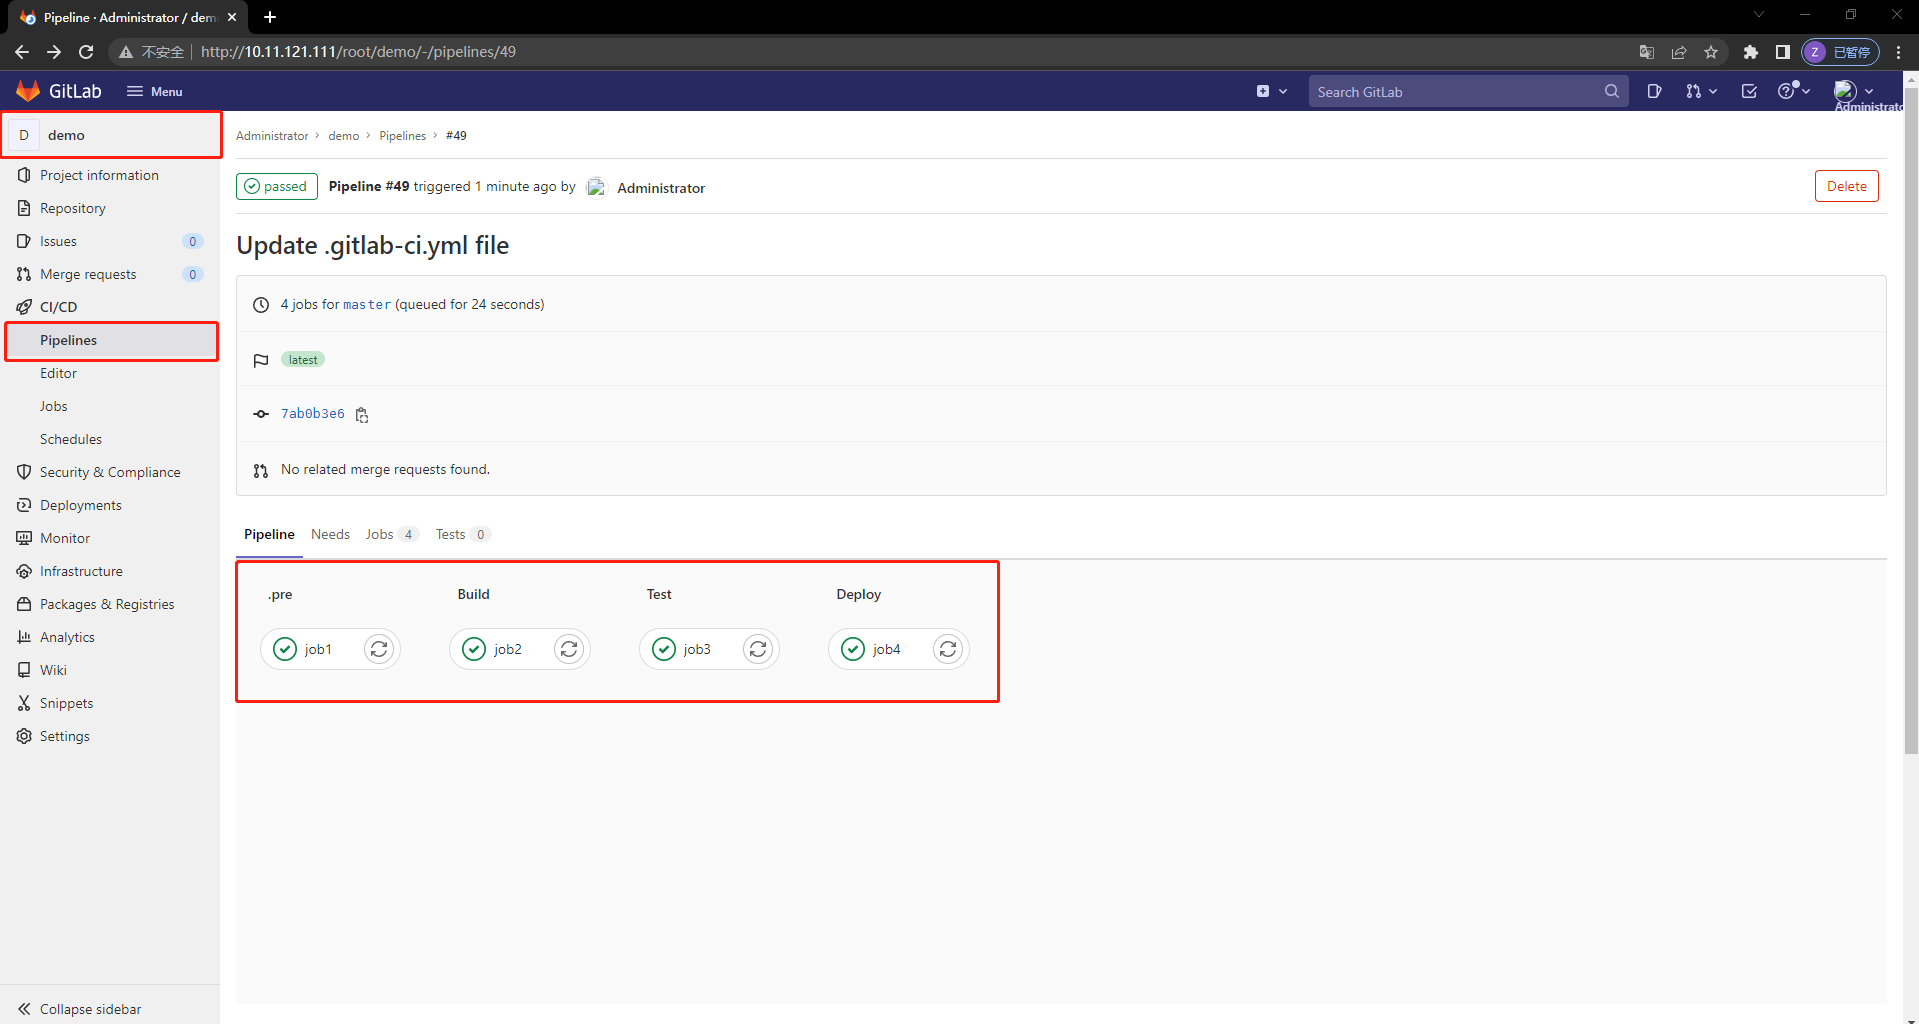 Pipeline · Administrator / demo
不安全 http://10.11.121.111/root/demo/-/pipelines/49
Z 已暂停
GitLab Menu
Search GitLab
Administrato
D demo
Project information
Repository
Issues 0
Merge requests 0
CI/CD
Pipelines
Editor
Jobs
Schedules
Security & Compliance
Deployments
Monitor
Infrastructure
Packages & Registries
Analytics
Wiki
Snippets
Settings
Collapse sidebar
Administrator › demo › Pipelines › #49
passed Pipeline #49 triggered 1 minute ago by Administrator
Delete
Update .gitlab-ci.yml file
4 jobs for master (queued for 24 seconds)
latest
7ab0b3e6
No related merge requests found.
Pipeline Needs Jobs 4 Tests 0
.pre Build Test Deploy
job1 job2 job3 job4